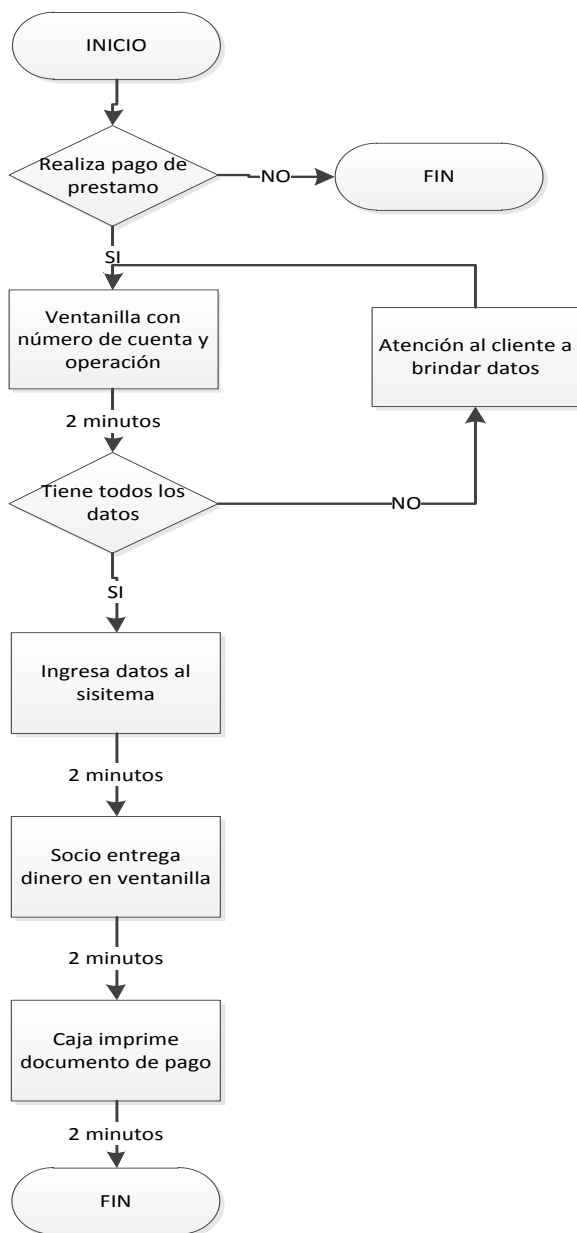 INICIO
Realiza pago de
prestamo
NO
FIN
SI
Ventanilla con
número de cuenta y
operación
Atención al cliente a
brindar datos
2 minutos
Tiene todos los
datos
NO
SI
Ingresa datos al
sisitema
2 minutos
Socio entrega
dinero en ventanilla
2 minutos
Caja imprime
documento de pago
2 minutos
FIN